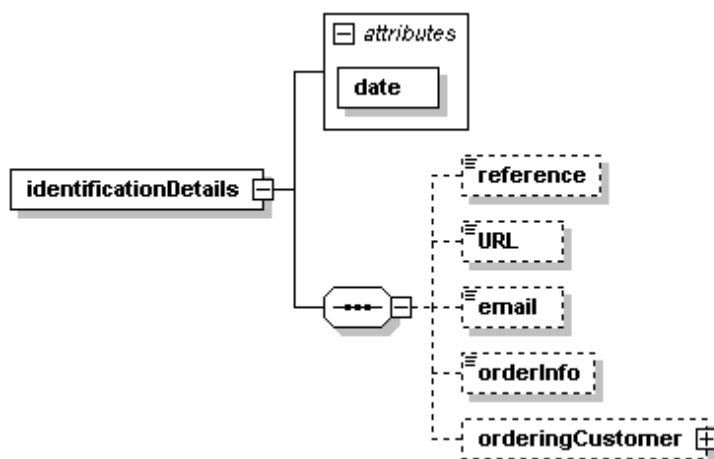 attributes
date
identificationDetails
reference
URL
email
orderInfo
orderingCustomer